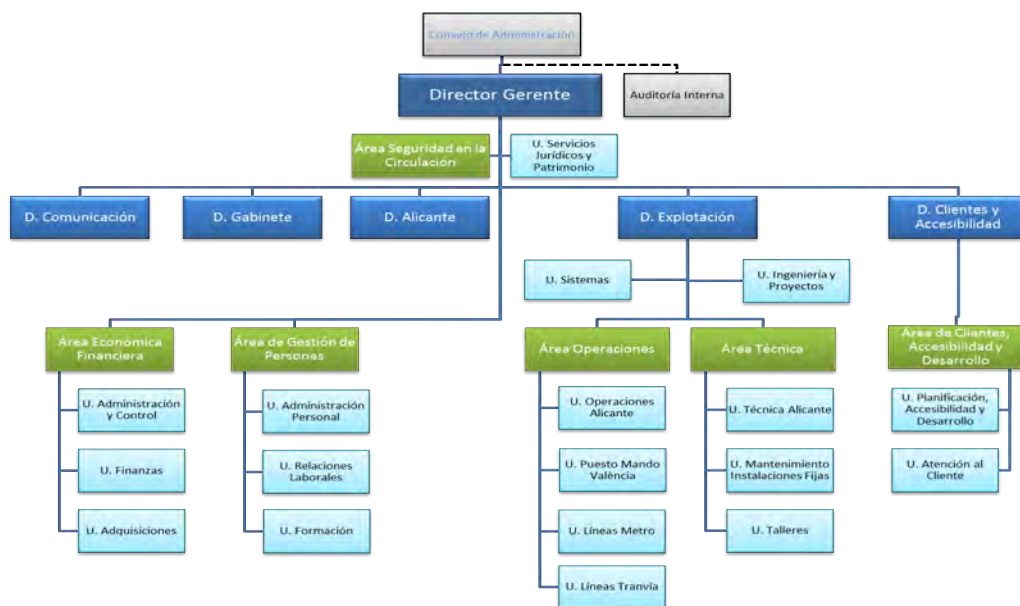 Consejo de Administración
Director Gerente
Auditoría Interna
Área Seguridad en la
Circulación
U. Servicios
Jurídicos y
Patrimonio
D. Comunicación
D. Gabinete
D. Alicante
D. Explotación
D. Clientes y
Accesibilidad
U. Sistemas
U. Ingeniería y
Proyectos
Área Económica
Financiera
Área de Gestión de
Personas
Área Operaciones
Área Técnica
Área de Clientes,
Accesibilidad y
Desarrollo
U. Administración
y Control
U. Administración
Personal
U. Operaciones
Alicante
U. Técnica Alicante
U. Planificación,
Accesibilidad y
Desarrollo
U. Finanzas
U. Relaciones
Laborales
U. Puesto Mando
València
U. Mantenimiento
Instalaciones Fijas
U. Atención al
Cliente
U. Adquisiciones
U. Formación
U. Líneas Metro
U. Talleres
U. Líneas Tranvía